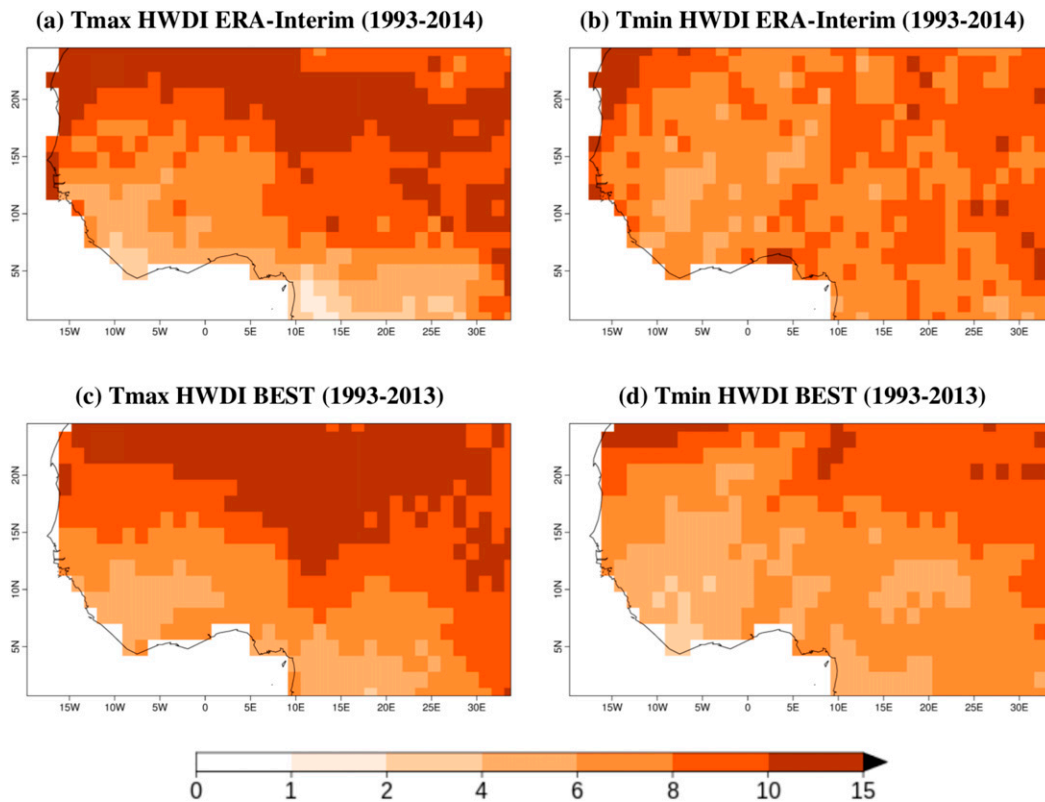 (a) Tmax HWDI ERA-Interim (1993-2014)
(b) Tmin HWDI ERA-Interim (1993-2014)
20N
15N
10N
5N
15W 10W 5W 0 5E 10E 15E 20E 25E 30E
20N
15N
10N
5N
15W 10W 5W 0 5E 10E 15E 20E 25E 30E
(c) Tmax HWDI BEST (1993-2013)
(d) Tmin HWDI BEST (1993-2013)
20N
15N
10N
5N
15W 10W 5W 0 5E 10E 15E 20E 25E 30E
20N
15N
10N
5N
15W 10W 5W 0 5E 10E 15E 20E 25E 30E
0 1 2 4 6 8 10 15